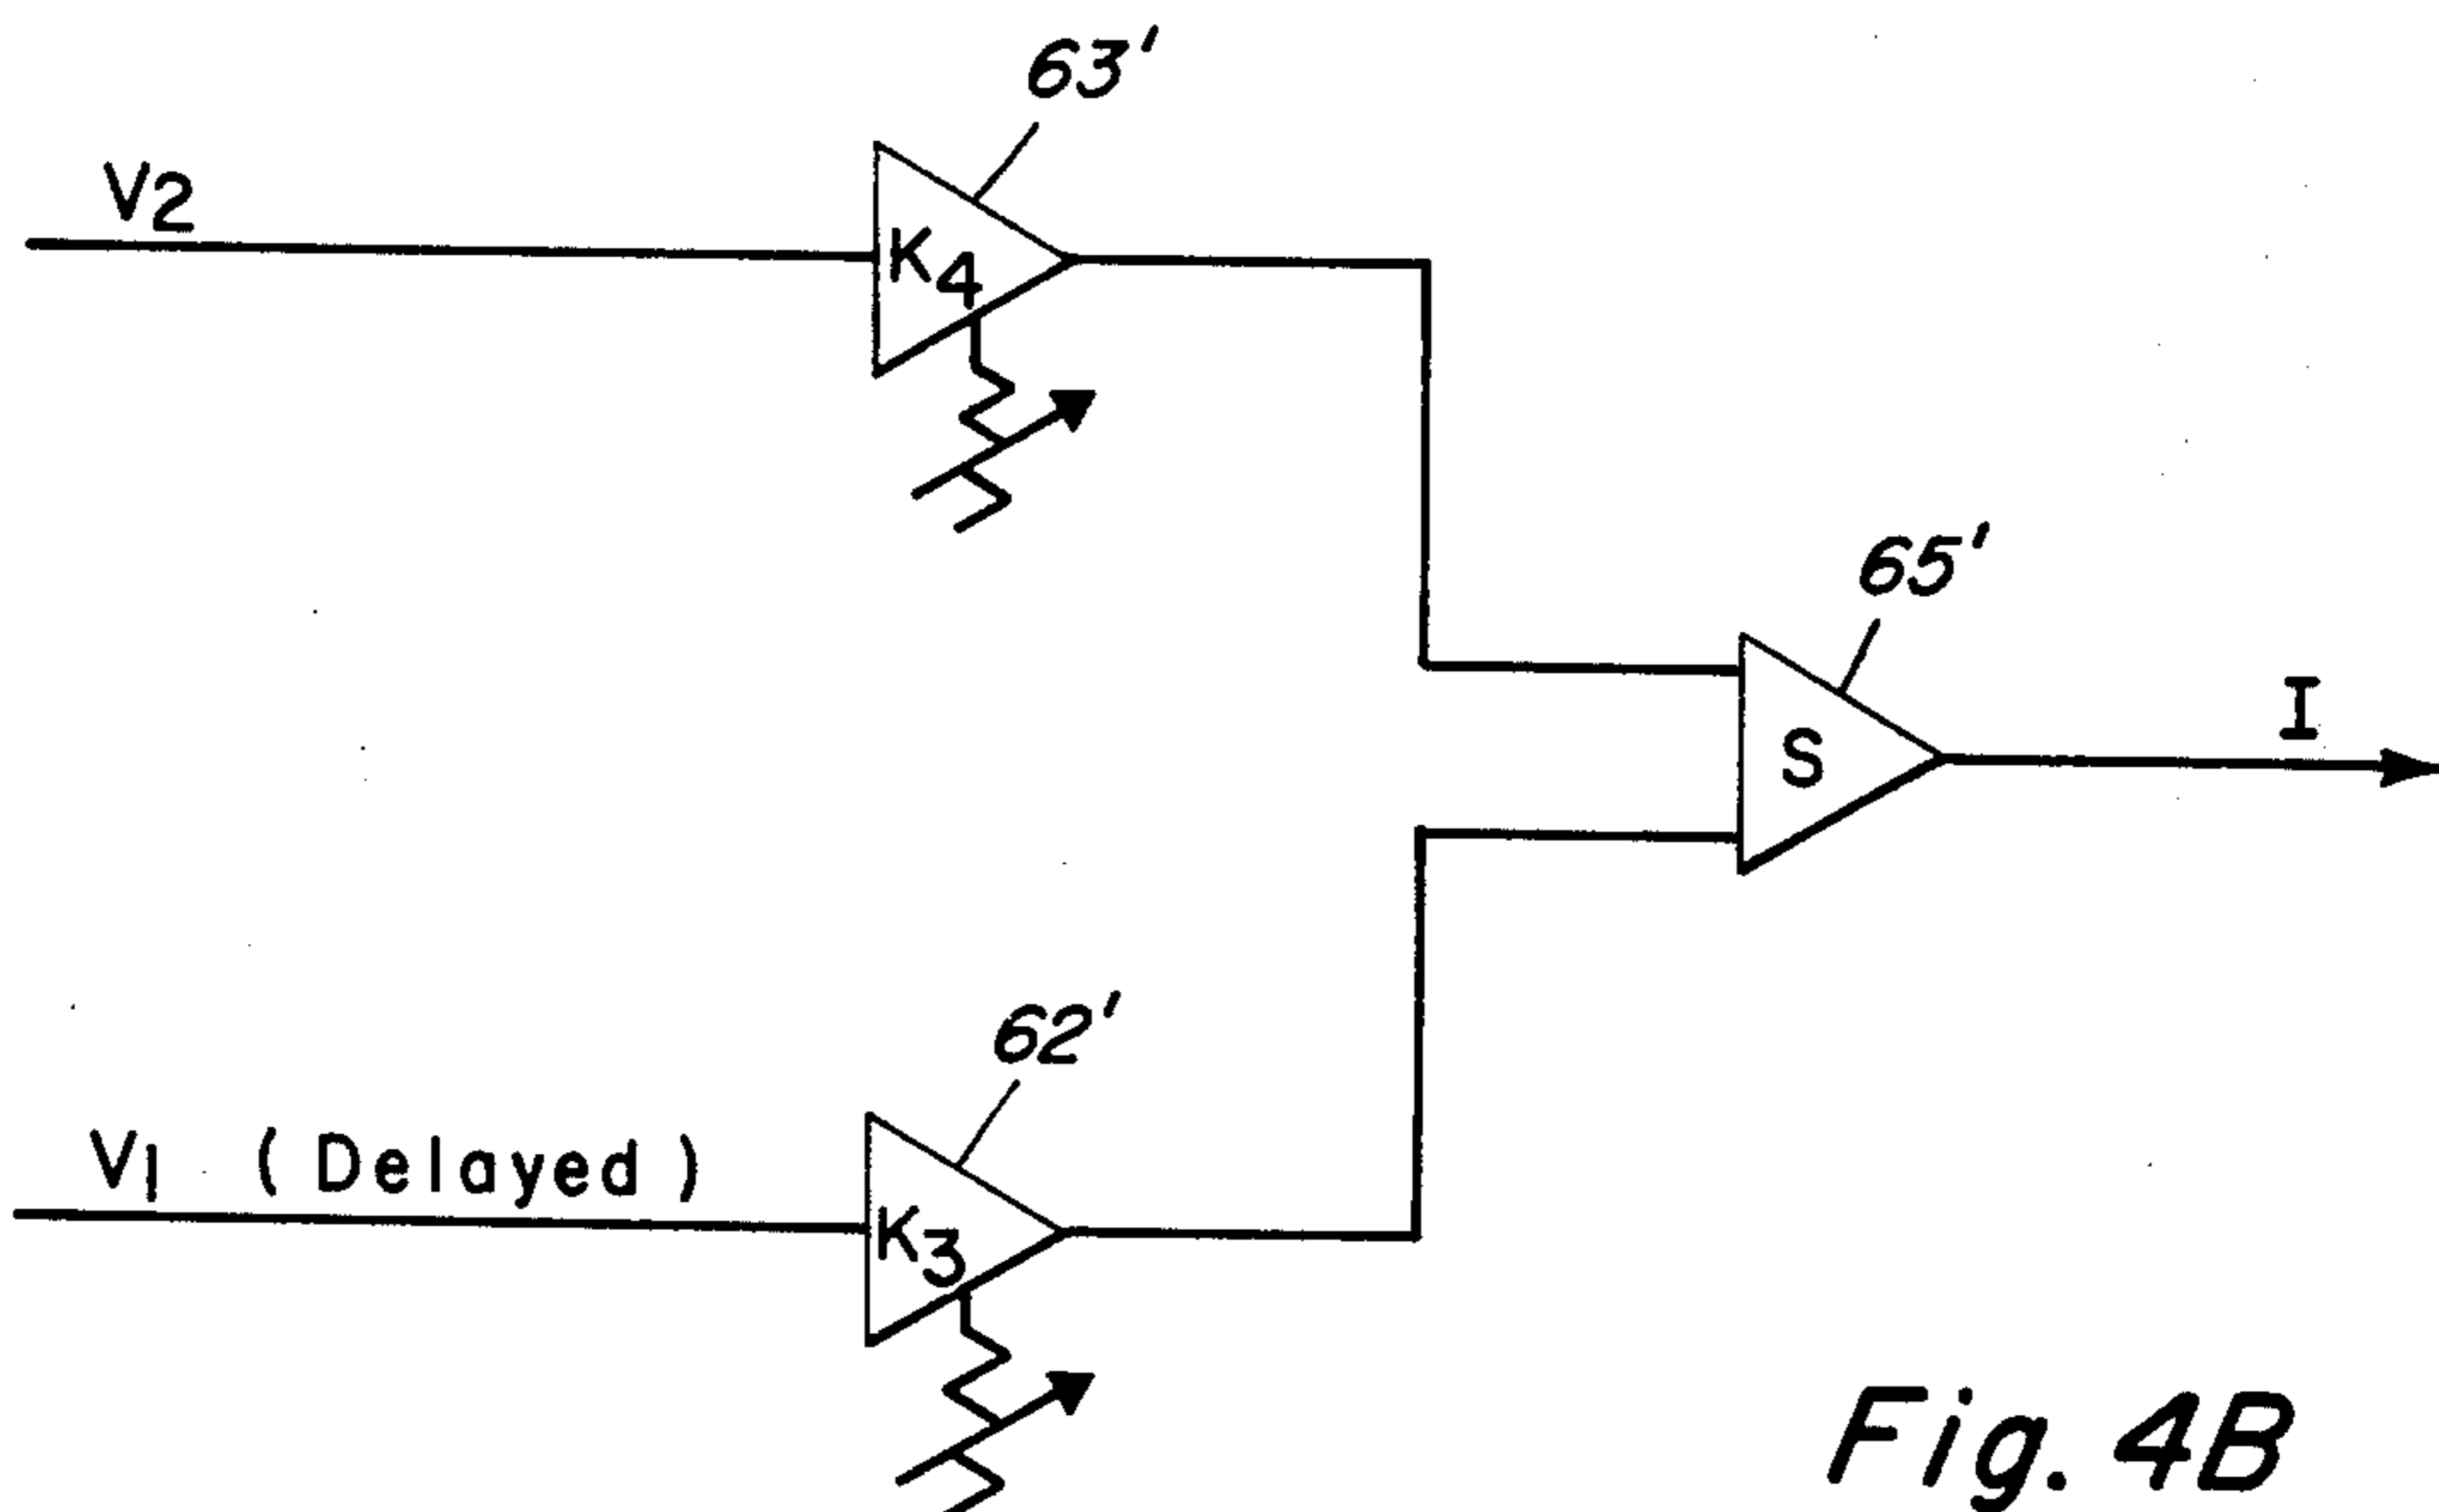 63'
V2
K4
65'
I
S
62'
V1 (Delayed)
K3
Fig. 4B